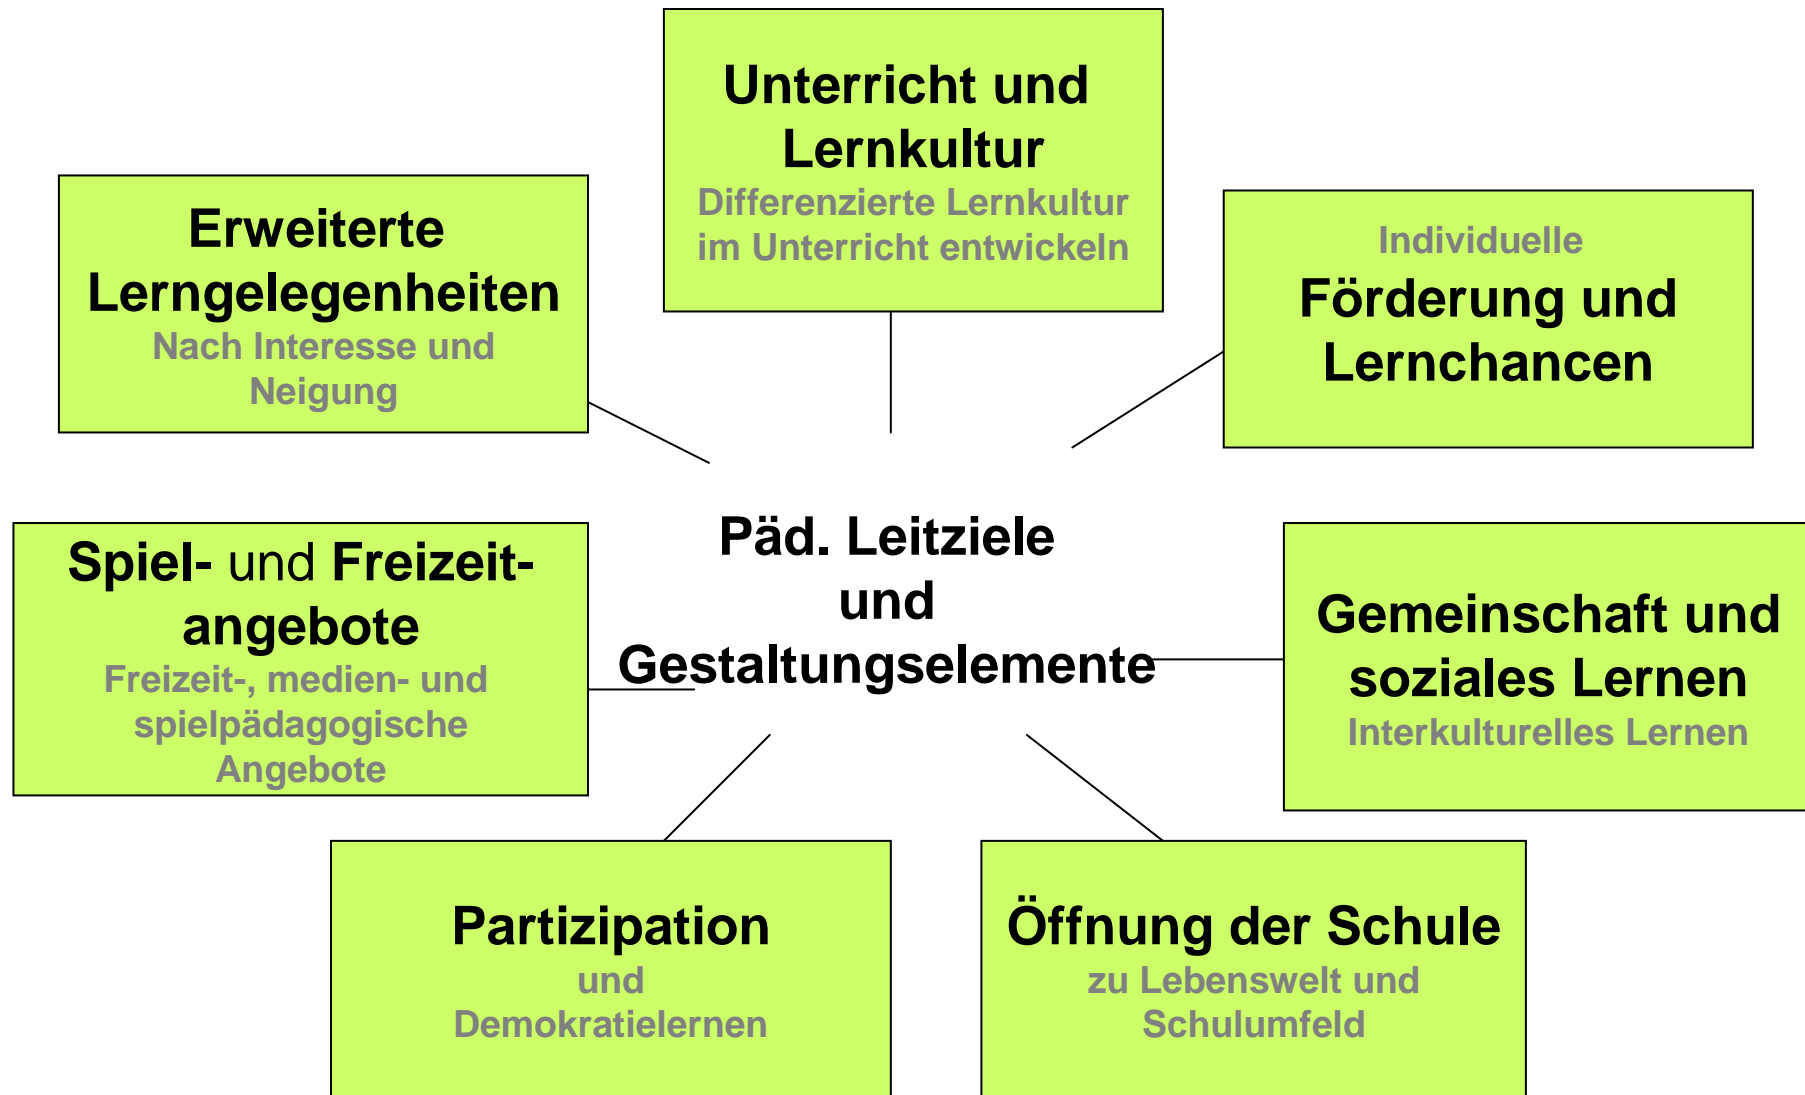 Unterricht und
Lernkultur
Differenzierte Lernkultur
im Unterricht entwickeln
Erweiterte
Lerngelegenheiten
Nach Interesse und
Neigung
Individuelle
Förderung und
Lernchancen
Päd. Leitziele
und
Gestaltungselemente
Spiel- und Freizeit-
angebote
Freizeit-, medien- und
spielpädagogische
Angebote
Gemeinschaft und
soziales Lernen
Interkulturelles Lernen
Partizipation
und
Demokratielernen
Öffnung der Schule
zu Lebenswelt und
Schulumfeld